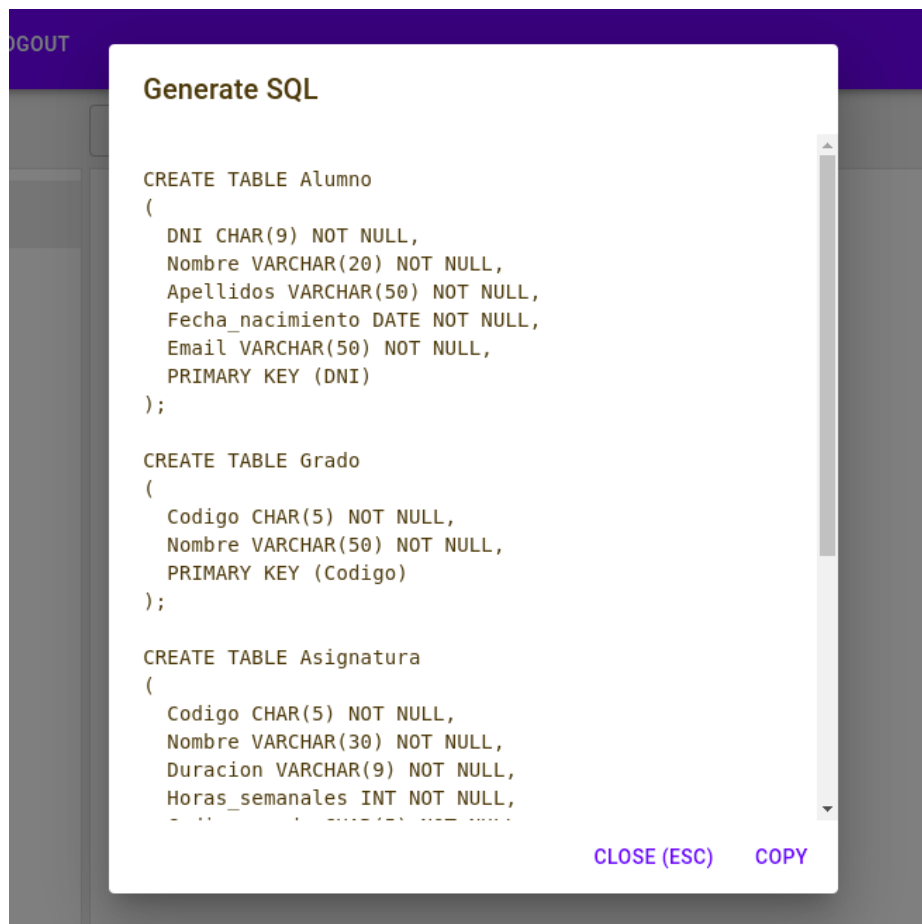 OGOUT
Generate SQL
CREATE TABLE Alumno
(
  DNI CHAR(9) NOT NULL,
  Nombre VARCHAR(20) NOT NULL,
  Apellidos VARCHAR(50) NOT NULL,
  Fecha_nacimiento DATE NOT NULL,
  Email VARCHAR(50) NOT NULL,
  PRIMARY KEY (DNI)
);
CREATE TABLE Grado
(
  Codigo CHAR(5) NOT NULL,
  Nombre VARCHAR(50) NOT NULL,
  PRIMARY KEY (Codigo)
);
CREATE TABLE Asignatura
(
  Codigo CHAR(5) NOT NULL,
  Nombre VARCHAR(30) NOT NULL,
  Duracion VARCHAR(9) NOT NULL,
  Horas_semanales INT NOT NULL,
CLOSE (ESC) COPY